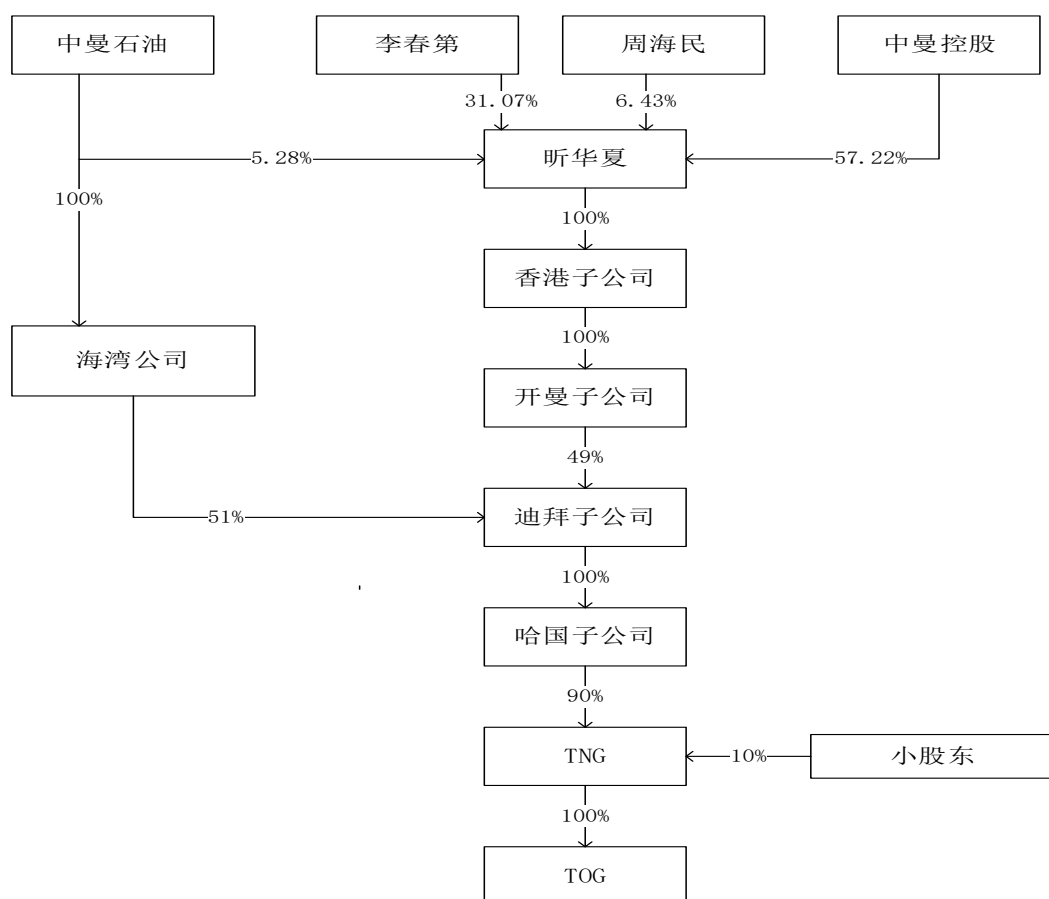 中曼石油
李春第
周海民
中曼控股
31.07%
6.43%
昕华夏
5.28%
57.22%
100%
100%
香港子公司
100%
海湾公司
开曼子公司
49%
迪拜子公司
51%
100%
哈国子公司
90%
TNG
10%
小股东
100%
TOG